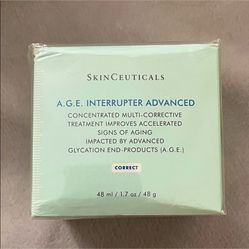 SKINCEUTICALS
A.G.E. INTERRUPTER ADVANCED
CONCENTRATED MULTI-CORRECTIVE
TREATMENT IMPROVES ACCELERATED
SIGNS OF AGING
IMPACTED BY ADVANCED
GLYCATION END-PRODUCTS (A.G.E.)
CORRECT
48 ml / 1.7 oz / 48 g